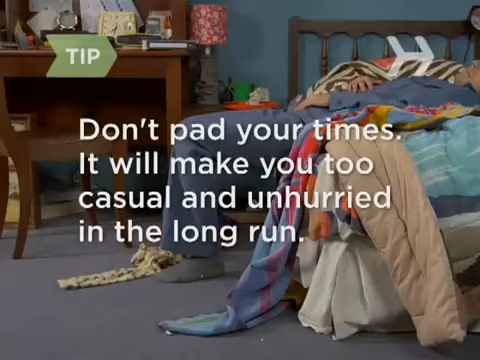 TIP
Don't pad your times.
It will make you too
casual and unhurried
in the long run.